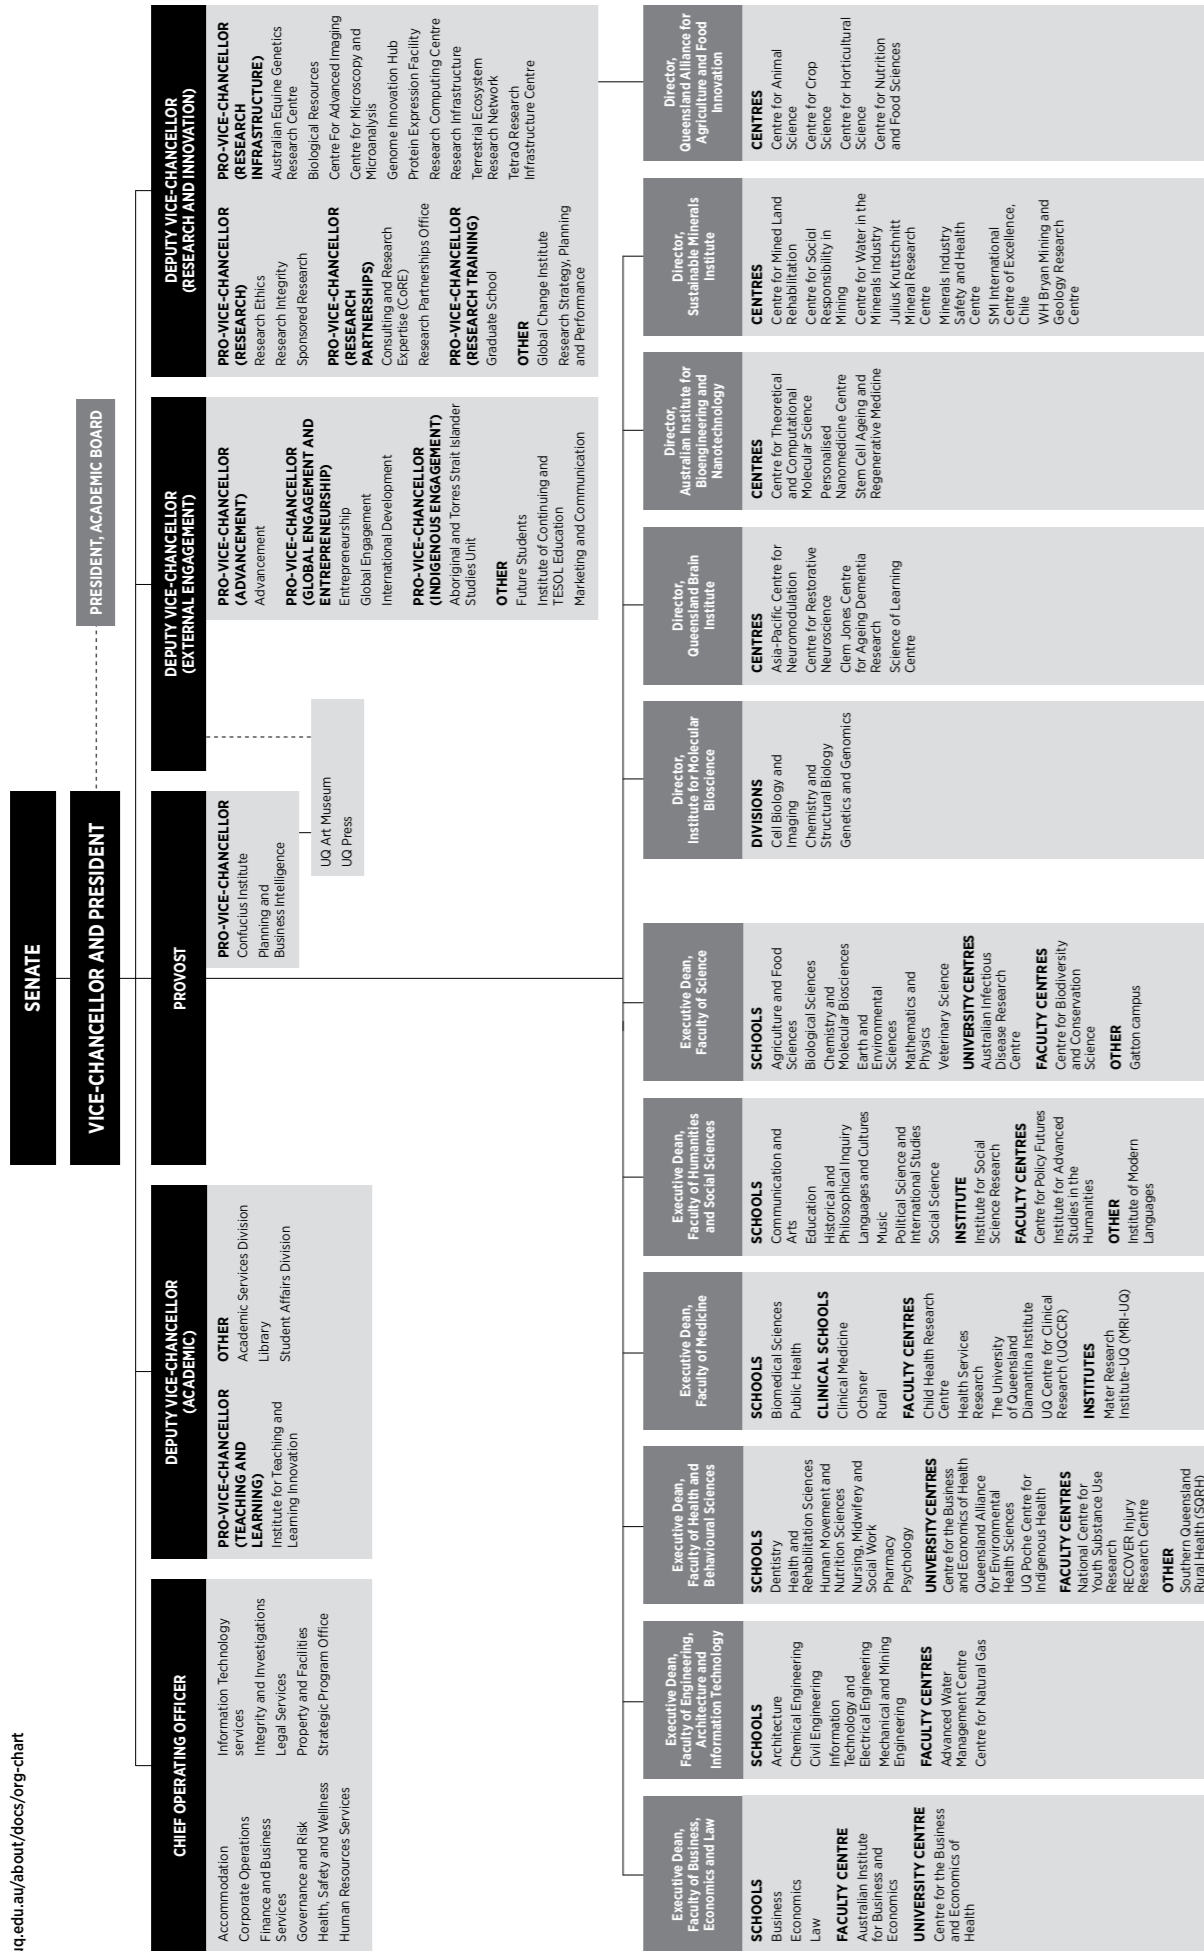 uq.edu.au/about/docs/org-chart
SENATE
VICE-CHANCELLOR AND PRESIDENT
PRESIDENT, ACADEMIC BOARD
CHIEF OPERATING OFFICER
Accommodation
Corporate Operations
Finance and Business
Services
Governance and Risk
Health, Safety and Wellness
Human Resources Services
Information Technology
services
Integrity and Investigations
Legal Services
Property and Facilities
Strategic Program Office
DEPUTY VICE-CHANCELLOR
(ACADEMIC)
PRO-VICE-CHANCELLOR
(TEACHING AND
LEARNING)
Institute for Teaching and
Learning Innovation
OTHER
Academic Services Division
Library
Student Affairs Division
PROVOST
PRO-VICE-CHANCELLOR
Confucius Institute
Planning and
Business Intelligence
UQ Art Museum
UQ Press
DEPUTY VICE-CHANCELLOR
(EXTERNAL ENGAGEMENT)
PRO-VICE-CHANCELLOR
(ADVANCEMENT)
Advancement
PRO-VICE-CHANCELLOR
(GLOBAL ENGAGEMENT AND
ENTREPRENEURSHIP)
Entrepreneurship
Global Engagement
International Development
PRO-VICE-CHANCELLOR
(INDIGENOUS ENGAGEMENT)
Aboriginal and Torres Strait Islander
Studies Unit
OTHER
Future Students
Institute of Continuing and
TESOL Education
Marketing and Communication
DEPUTY VICE-CHANCELLOR
(RESEARCH AND INNOVATION)
PRO-VICE-CHANCELLOR
(RESEARCH)
Research Ethics
Research Integrity
Sponsored Research
PRO-VICE-CHANCELLOR
(RESEARCH
PARTNERSHIPS)
Consulting and Research
Expertise (CoRE)
Research Partnerships Office
PRO-VICE-CHANCELLOR
(RESEARCH TRAINING)
Graduate School
OTHER
Global Change Institute
Research Strategy, Planning
and Performance
PRO-VICE-CHANCELLOR
(RESEARCH
INFRASTRUCTURE)
Australian Equine Genetics
Research Centre
Biological Resources
Centre For Advanced Imaging
Centre for Microscopy and
Microanalysis
Genome Innovation Hub
Protein Expression Facility
Research Computing Centre
Research Infrastructure
Terrestrial Ecosystem
Research Network
TetraQ Research
Infrastructure Centre
Executive Dean,
Faculty of Business,
Economics and Law
SCHOOLS
Business
Economics
Law
FACULTY CENTRE
Australian Institute
for Business and
Economics
UNIVERSITY CENTRE
Centre for the Business
and Economics of
Health
Executive Dean,
Faculty of Engineering,
Architecture and
Information Technology
SCHOOLS
Architecture
Chemical Engineering
Civil Engineering
Information
Technology and
Electrical Engineering
Mechanical and Mining
Engineering
FACULTY CENTRES
Advanced Water
Management Centre
Centre for Natural Gas
Executive Dean,
Faculty of Health and
Behavioural Sciences
SCHOOLS
Dentistry
Health and
Rehabilitation Sciences
Human Movement and
Nutrition Sciences
Nursing, Midwifery and
Social Work
Pharmacy
Psychology
UNIVERSITY CENTRES
Centre for the Business
and Economics of Health
Queensland Alliance
for Environmental
Health Sciences
UQ Poche Centre for
Indigenous Health
FACULTY CENTRES
National Centre for
Youth Substance Use
Research
RECOVER Injury
Research Centre
OTHER
Southern Queensland
Rural Health (SQRH)
Executive Dean,
Faculty of Medicine
SCHOOLS
Biomedical Sciences
Public Health
CLINICAL SCHOOLS
Clinical Medicine
Ochsner
Rural
FACULTY CENTRES
Child Health Research
Centre
Health Services
Research
The University
of Queensland
Diamantina Institute
UQ Centre for Clinical
Research (UQCCR)
INSTITUTES
Mater Research
Institute-UQ (MRI-UQ)
Executive Dean,
Faculty of Humanities
and Social Sciences
SCHOOLS
Communication and
Arts
Education
Historical and
Philosophical Inquiry
Languages and Cultures
Music
Political Science and
International Studies
Social Science
INSTITUTE
Institute for Social
Science Research
FACULTY CENTRES
Centre for Policy Futures
Institute for Advanced
Studies in the
Humanities
OTHER
Institute of Modern
Languages
Executive Dean,
Faculty of Science
SCHOOLS
Agriculture and Food
Sciences
Biological Sciences
Chemistry and
Molecular Biosciences
Earth and
Environmental
Sciences
Mathematics and
Physics
Veterinary Science
UNIVERSITY CENTRES
Australian Infectious
Disease Research
Centre
FACULTY CENTRES
Centre for Biodiversity
and Conservation
Science
OTHER
Gatton campus
Director,
Institute for Molecular
Bioscience
DIVISIONS
Cell Biology and
Imaging
Chemistry and
Structural Biology
Genetics and Genomics
Director,
Queensland Brain
Institute
CENTRES
Asia-Pacific Centre for
Neuromodulation
Centre for Restorative
Neuroscience
Clem Jones Centre
for Ageing Dementia
Research
Science of Learning
Centre
Director,
Australian Institute for
Bioengineering and
Nanotechnology
CENTRES
Centre for Theoretical
and Computational
Molecular Science
Personalised
Nanomedicine Centre
Stem Cell Ageing and
Regenerative Medicine
Director,
Sustainable Minerals
Institute
CENTRES
Centre for Mined Land
Rehabilitation
Centre for Social
Responsibility in
Mining
Centre for Water in the
Minerals Industry
Julius Kruttschnitt
Mineral Research
Centre
Minerals Industry
Safety and Health
Centre
SMI International
Centre of Excellence,
Chile
WH Bryan Mining and
Geology Research
Centre
Director,
Queensland Alliance for
Agriculture and Food
Innovation
CENTRES
Centre for Animal
Science
Centre for Crop
Science
Centre for Horticultural
Science
Centre for Nutrition
and Food Sciences